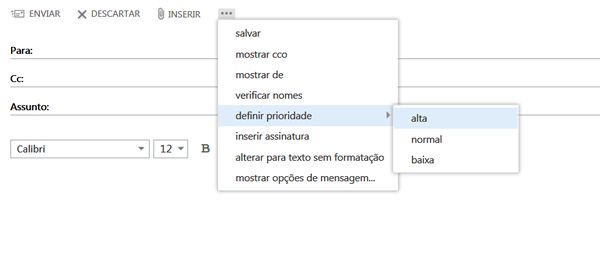 ENVIAR DESCARTAR INSERIR •••
salvar
Para:
mostrar cco
Cc:
mostrar de
verificar nomes
Assunto:
definir prioridade
alta
inserir assinatura
normal
Calibri 12 B
alterar para texto sem formatação
baixa
mostrar opções de mensagem...